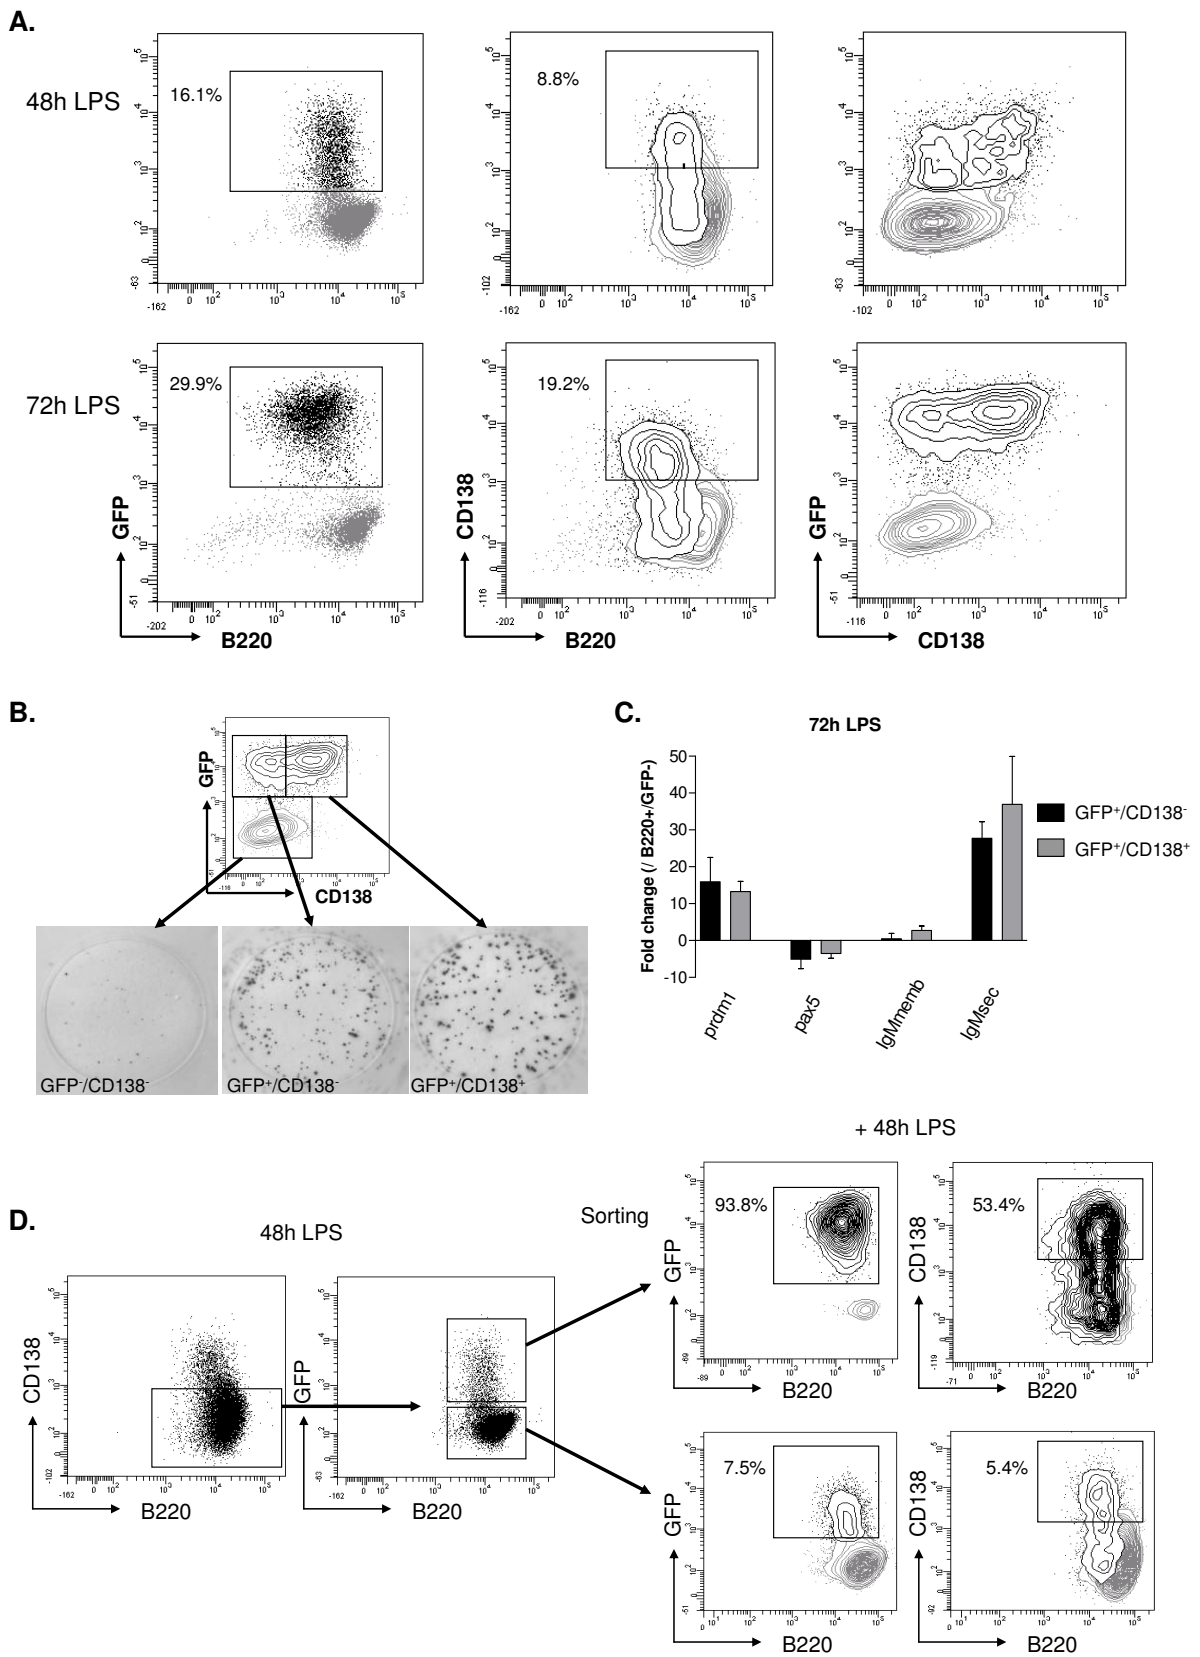 A.
48h LPS
16.1%
8.8%
72h LPS
29.9%
19.2%
GFP
B220
CD138
B220
GFP
CD138
B.
GFP
CD138
GFP⁻/CD138⁻
GFP⁺/CD138⁻
GFP⁺/CD138⁺
C.
72h LPS
Fold change (/ B220+/GFP-)
50
40
30
20
10
0
-10
prdm1
pax5
IgMmemb
IgMsec
GFP⁺/CD138⁻
GFP⁺/CD138⁺
D.
48h LPS
CD138
B220
GFP
B220
Sorting
+ 48h LPS
93.8%
GFP
B220
53.4%
CD138
B220
7.5%
GFP
B220
5.4%
CD138
B220